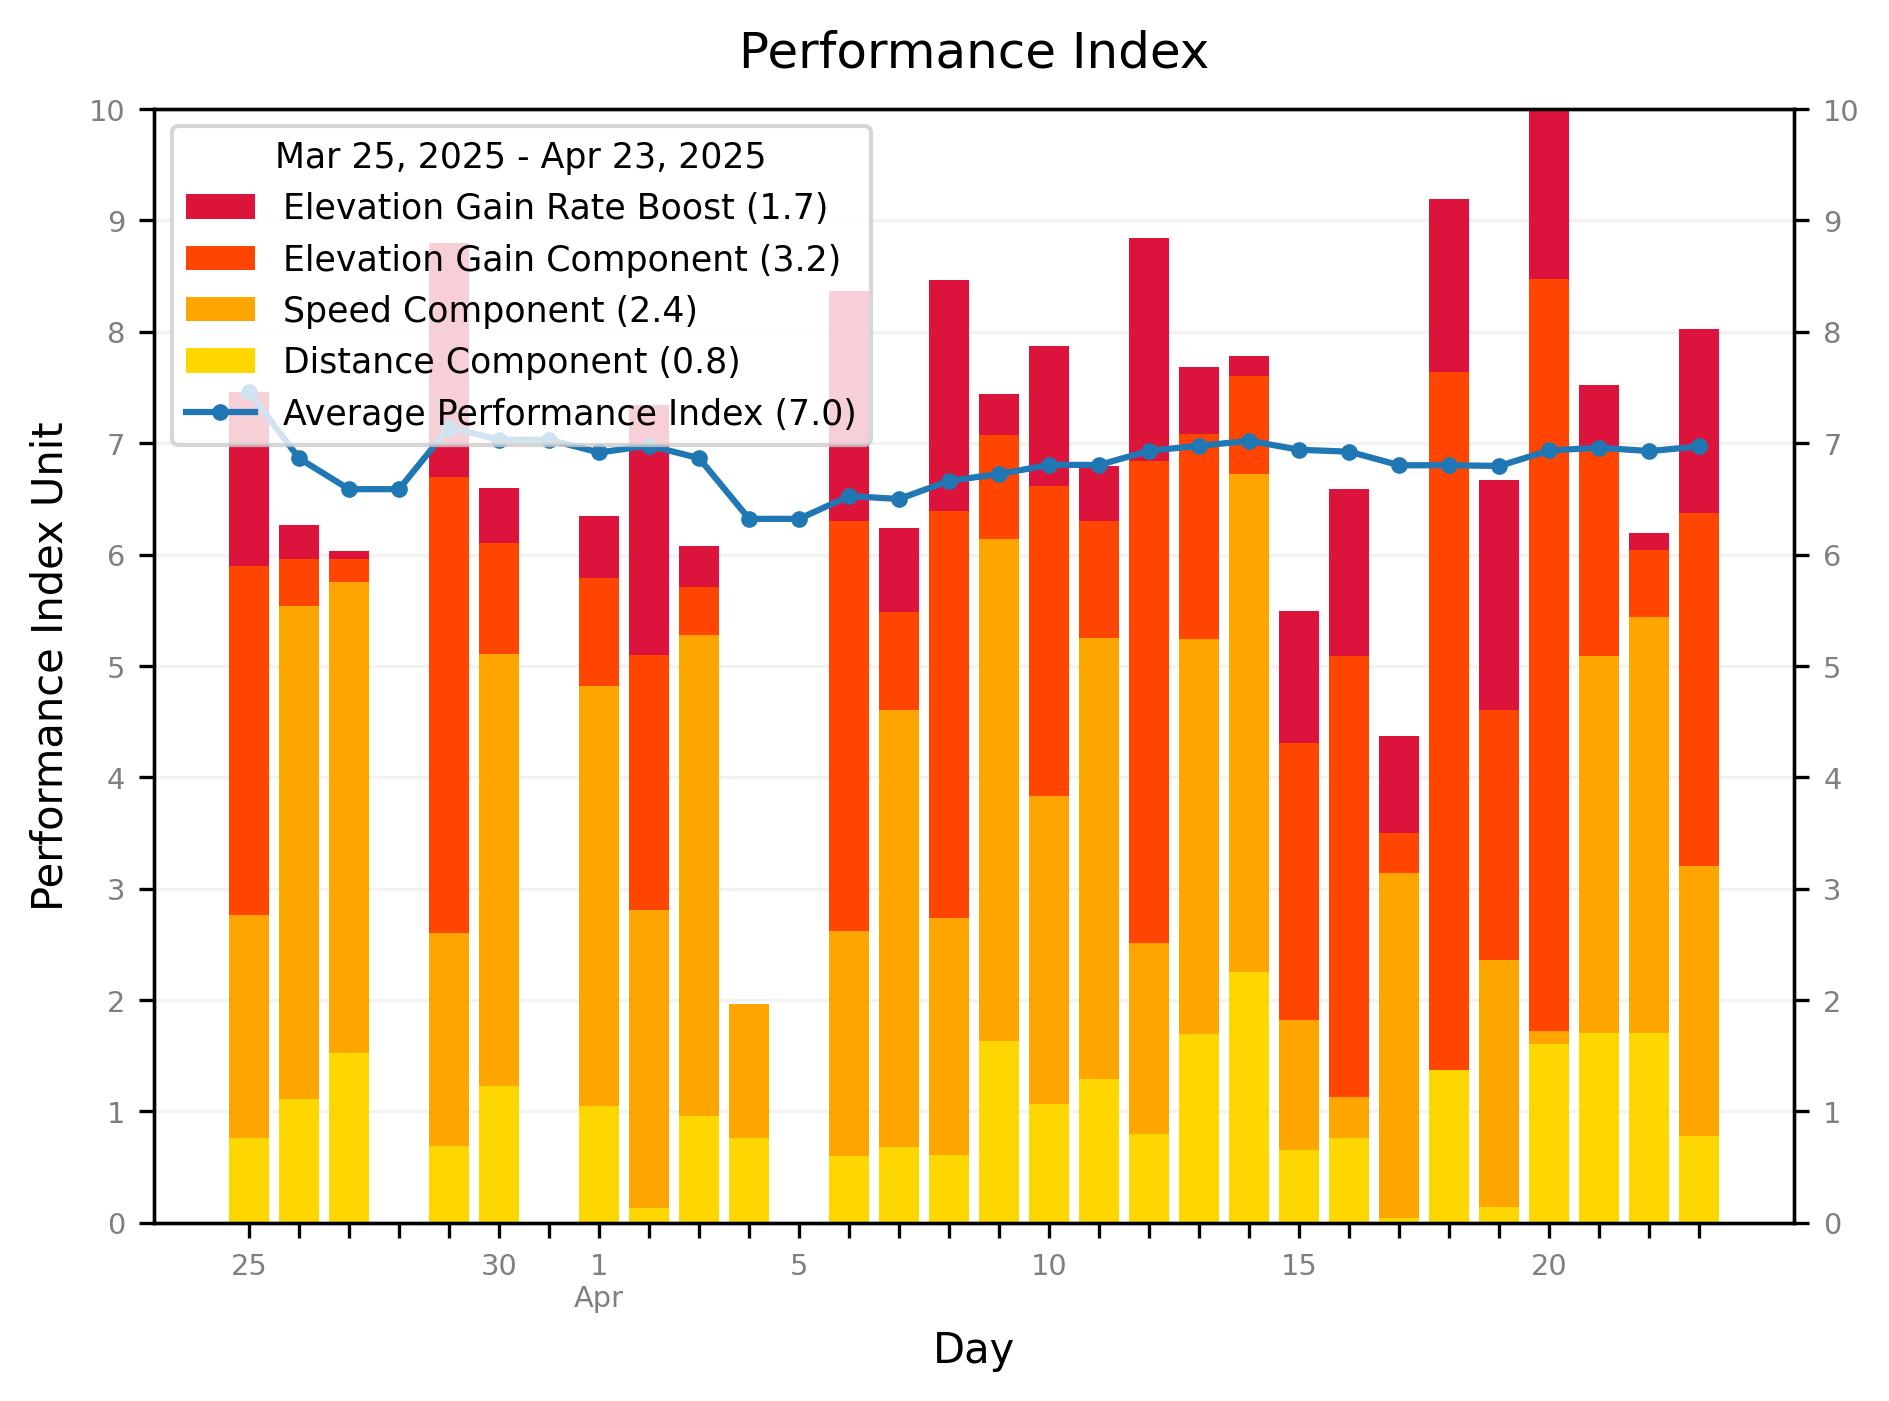 Performance Index
Mar 25, 2025 - Apr 23, 2025
Elevation Gain Rate Boost (1.7)
Elevation Gain Component (3.2)
Speed Component (2.4)
Distance Component (0.8)
Average Performance Index (7.0)
Performance Index Unit
10
9
8
7
6
5
4
3
2
1
0
10
9
8
7
6
5
4
3
2
1
0
25 30 1 5 10 15 20
Apr
Day